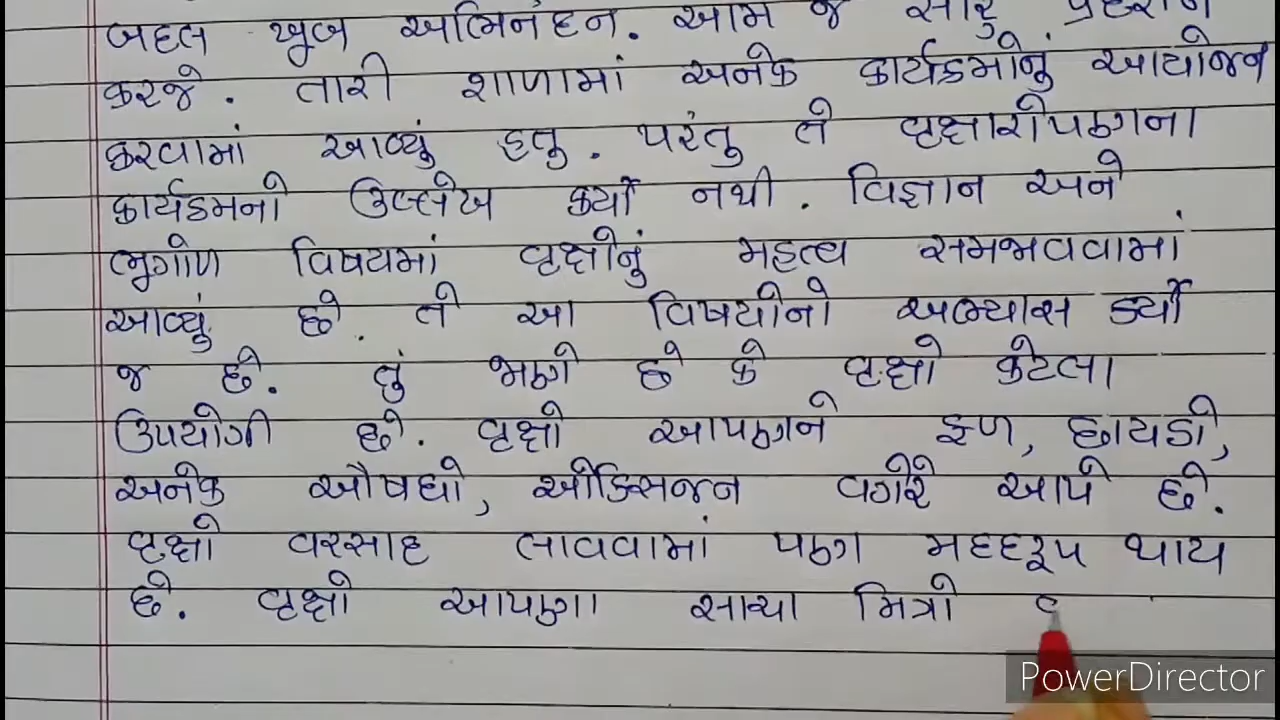 બદલ ખૂબ અભિનંદન. આમ જ સારુ પ્રદર્શન
કરજે. તારી શાળામાં અનેક કાર્યક્રમોનું આયોજન
કરવામાં આવ્યું હતુ. પરંતુ તે વૃક્ષારોપણના
કાર્યક્રમનો ઉલ્લેખ કર્યો નથી. વિજ્ઞાન અને
ભુગોળ વિષયમાં વૃક્ષોનું મહત્વ સમજાવવામાં
આવ્યું છે. તે આ વિષયોનો અભ્યાસ કર્યો
જ છે. તું જાણે છે કે વૃક્ષો કેટલા
ઉપયોગી છે. વૃક્ષો આપણને ફળ, છાયડો,
અનેક ઔષધો, ઓક્સિજન વગેરે આપે છે.
વૃક્ષો વરસાદ લાવવામાં પણ મદદરૂપ થાય
છે. વૃક્ષો આપણા સાચા મિત્રો
PowerDirector